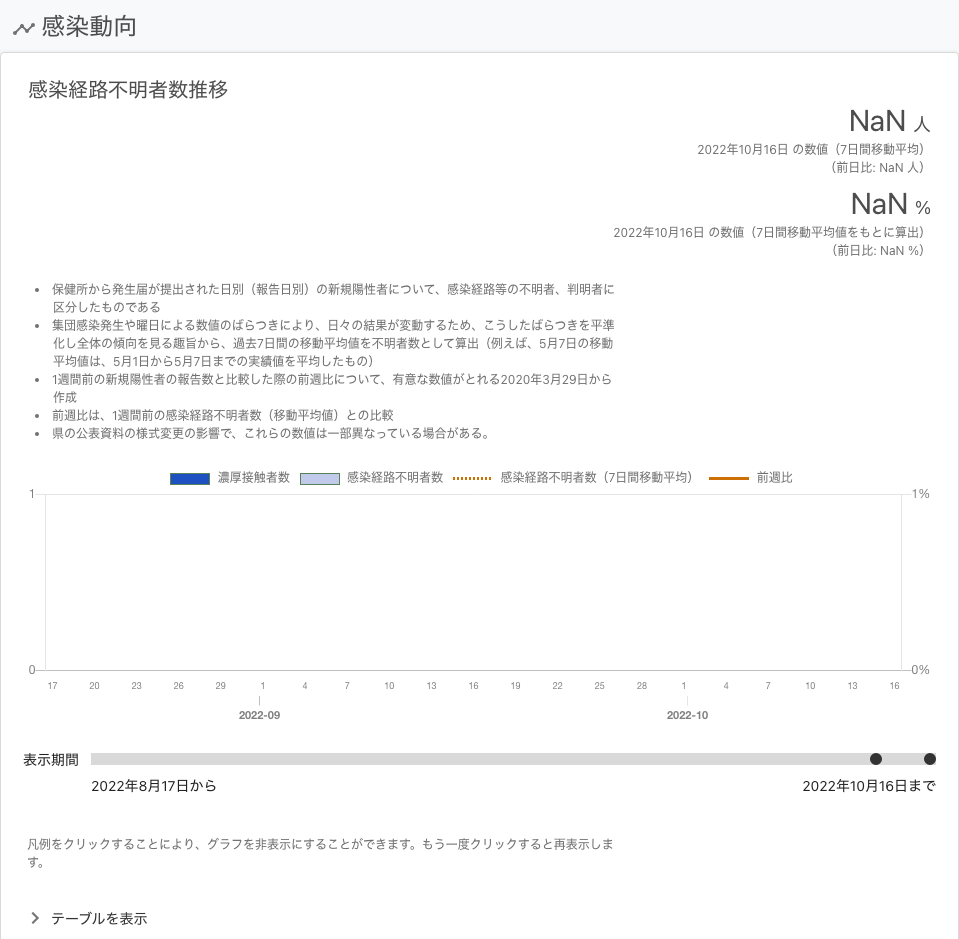 感染動向
感染経路不明者数推移
NaN 人
2022年10月16日 の数値（7日間移動平均）
（前日比: NaN 人）
NaN %
2022年10月16日 の数値（7日間移動平均値をもとに算出）
（前日比: NaN %）
• 保健所から発生届が提出された日別（報告日別）の新規陽性者について、感染経路等の不明者、判明者に
区分したものである
• 集団感染発生や曜日による数値のばらつきにより、日々の結果が変動するため、こうしたばらつきを平準
化し全体の傾向を見る趣旨から、過去7日間の移動平均値を不明者数として算出（例えば、5月7日の移動
平均値は、5月1日から5月7日までの実績値を平均したもの）
• 1週間前の新規陽性者の報告数と比較した際の前週比について、有意な数値がとれる2020年3月29日から
作成
• 前週比は、1週間前の感染経路不明者数（移動平均値）との比較
• 県の公表資料の様式変更の影響で、これらの数値は一部異なっている場合がある。
濃厚接触者数 感染経路不明者数 感染経路不明者数（7日間移動平均） 前週比
1 1%
0 0%
17 20 23 26 29 1 4 7 10 13 16 19 22 25 28 1 4 7 10 13 16
2022-09 2022-10
表示期間
2022年8月17日から 2022年10月16日まで
凡例をクリックすることにより、グラフを非表示にすることができます。もう一度クリックすると再表示しま
す。
テーブルを表示